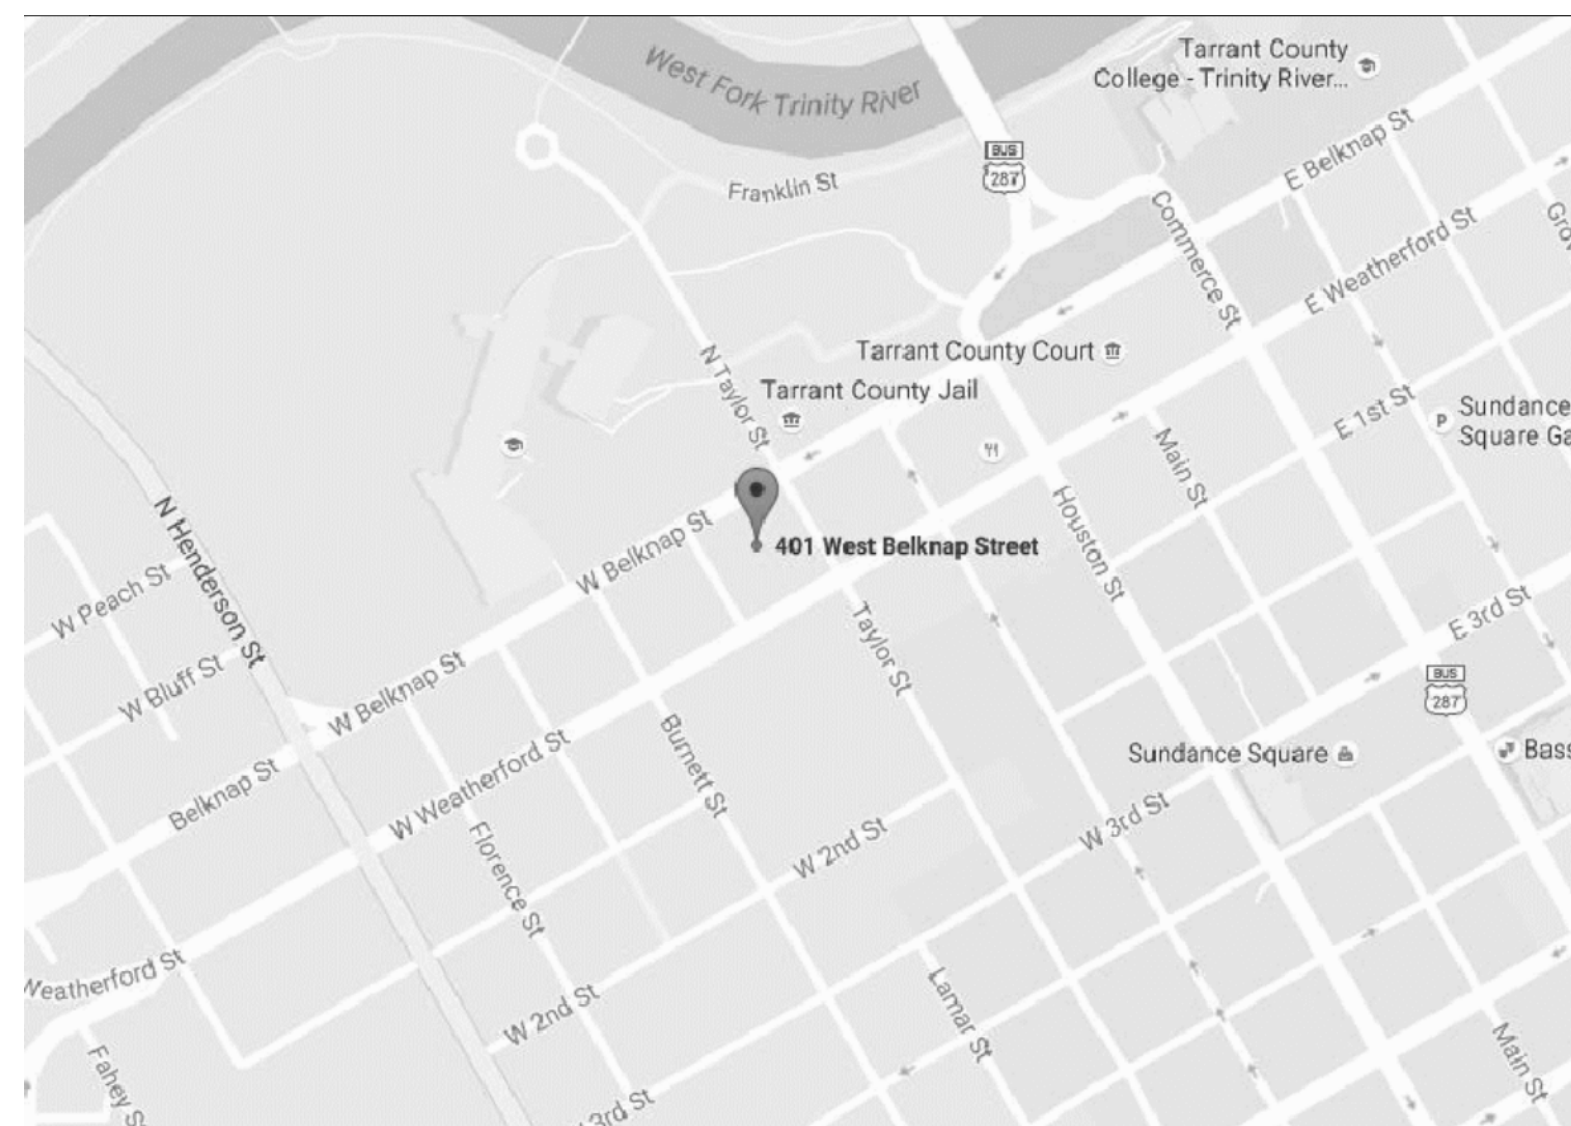 Tarrant County
College - Trinity River...
West Fork Trinity River
E Belknap St
BUS
287
Franklin St
Commerce St
E Weatherford St
Tarrant County Court
N Taylor St
Tarrant County Jail
E 1st St
P
Sundance
Square Ga
Main St
Houston St
N Henderson St
W Belknap St
401 West Belknap Street
W Peach St
Taylor St
E 3rd St
W Bluff St
W Belknap St
BUS
287
Burnett St
Sundance Square
Bass
W Weatherford St
Belknap St
Florence St
W 2nd St
W 3rd St
Weatherford St
Lamar St
W 2nd St
Main St
Fahey S
3rd St